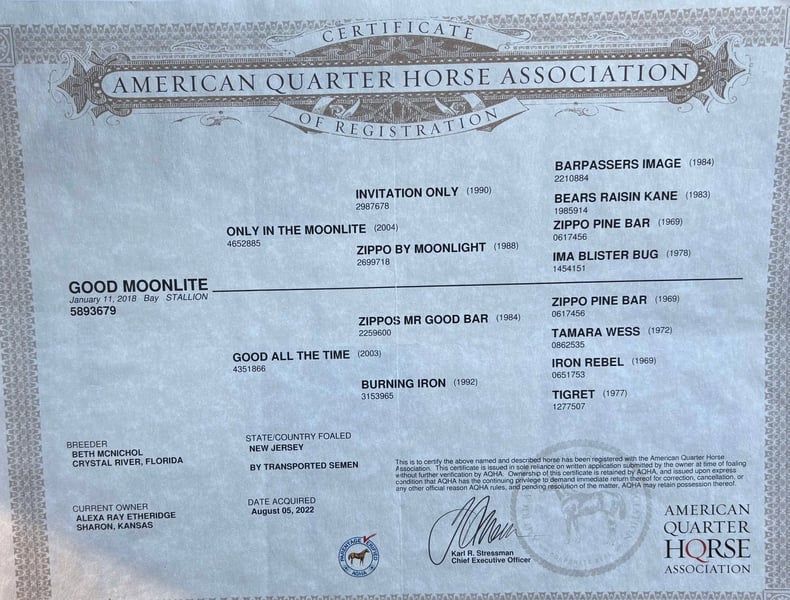 CERTIFICATE
AMERICAN QUARTER HORSE ASSOCIATION
OF REGISTRATION
BARPASSERS IMAGE (1984)
2210884
INVITATION ONLY (1990)
2987678
BEARS RAISIN KANE (1983)
1985914
ONLY IN THE MOONLITE (2004)
4652885
ZIPPO PINE BAR (1969)
0617456
ZIPPO BY MOONLIGHT (1988)
2699718
IMA BLISTER BUG (1978)
1454151
GOOD MOONLITE
January 11, 2018 Bay STALLION
5893679
ZIPPO PINE BAR (1969)
0617456
ZIPPOS MR GOOD BAR (1984)
2259600
TAMARA WESS (1972)
0862535
GOOD ALL THE TIME (2003)
4351866
IRON REBEL (1969)
0651753
BURNING IRON (1992)
3153965
TIGRET (1977)
1277507
BREEDER
BETH MCNICHOL
CRYSTAL RIVER, FLORIDA
STATE/COUNTRY FOALED
NEW JERSEY
BY TRANSPORTED SEMEN
CURRENT OWNER
ALEXA RAY ETHERIDGE
SHARON, KANSAS
DATE ACQUIRED
August 05, 2022
This is to certify the above named and described horse has been registered with the American Quarter Horse
Association. This certificate is issued in sole reliance on written application submitted by the owner at time of foaling
without further verification by AQHA. Ownership of this certificate is retained by AQHA, and issued upon express
condition that AQHA has the continuing privilege to demand immediate return thereof for correction, cancellation, or
any other official reason AQHA rules, and pending resolution of the matter, AQHA may retain possession thereof.
PARENTAGE VERIFIED
AQHA
Karl R. Stressman
Chief Executive Officer
AMERICAN
QUARTER
HORSE
ASSOCIATION